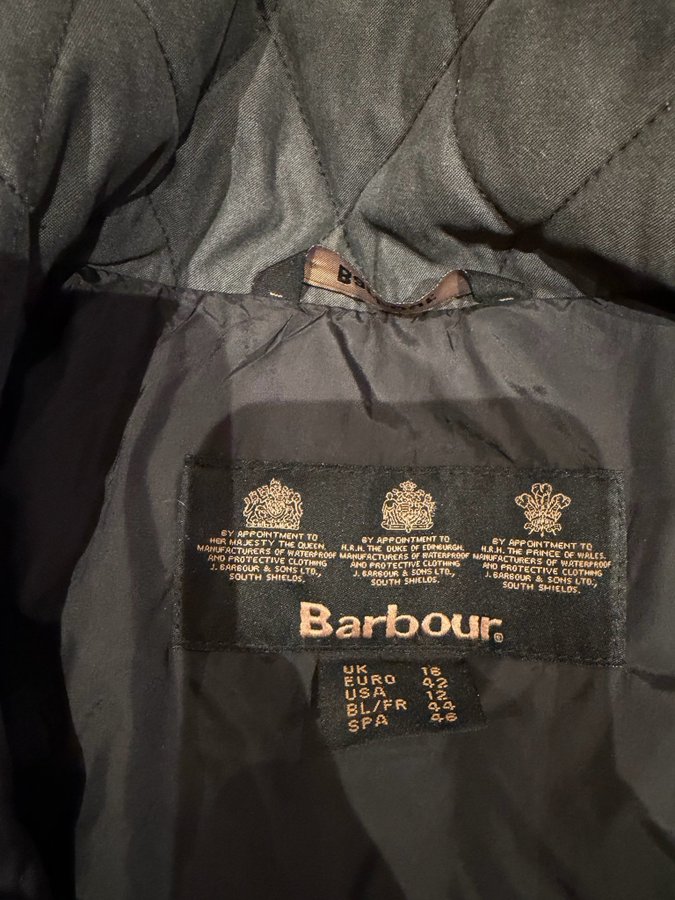 Ba
BY APPOINTMENT TO
HER MAJESTY THE QUEEN.
MANUFACTURERS OF WATERPROOF
AND PROTECTIVE CLOTHING
J. BARBOUR & SONS LTD.,
SOUTH SHIELDS.
BY APPOINTMENT TO
H.R.H. THE DUKE OF EDINBURGH.
MANUFACTURERS OF WATERPROOF
AND PROTECTIVE CLOTHING
J. BARBOUR & SONS LTD.,
SOUTH SHIELDS.
BY APPOINTMENT TO
H.R.H. THE PRINCE OF WALES.
MANUFACTURERS OF WATERPROOF
AND PROTECTIVE CLOTHING
J. BARBOUR & SONS LTD.,
SOUTH SHIELDS.
Barbour®
UK 18
EURO 42
USA 12
BL/FR 44
SPA 46